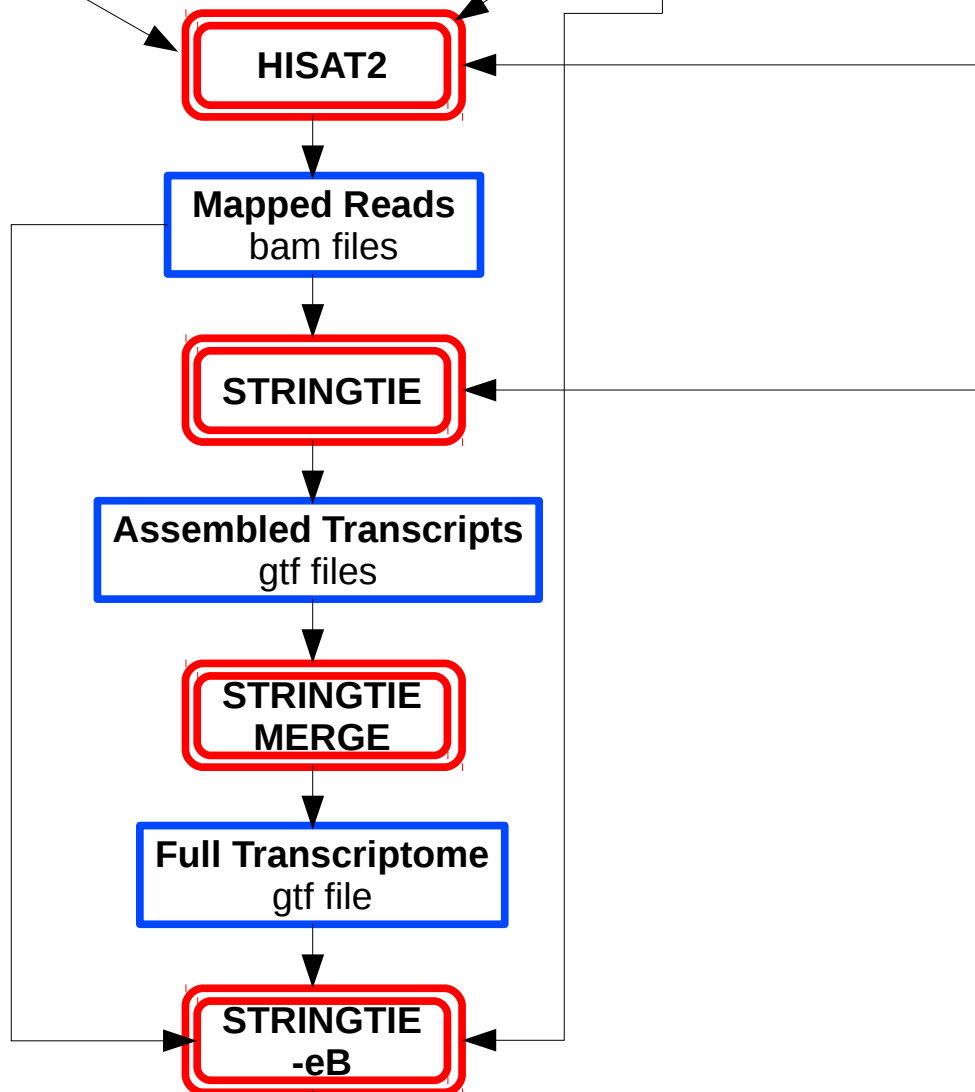 HISAT2
Mapped Reads
bam files
STRINGTIE
Assembled Transcripts
gtf files
STRINGTIE
MERGE
Full Transcriptome
gtf file
STRINGTIE
-eB